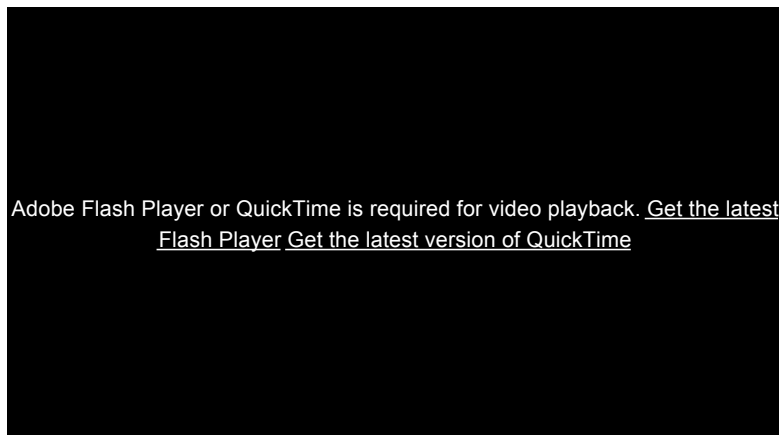 Adobe Flash Player or QuickTime is required for video playback. Get the latest
Flash Player Get the latest version of QuickTime